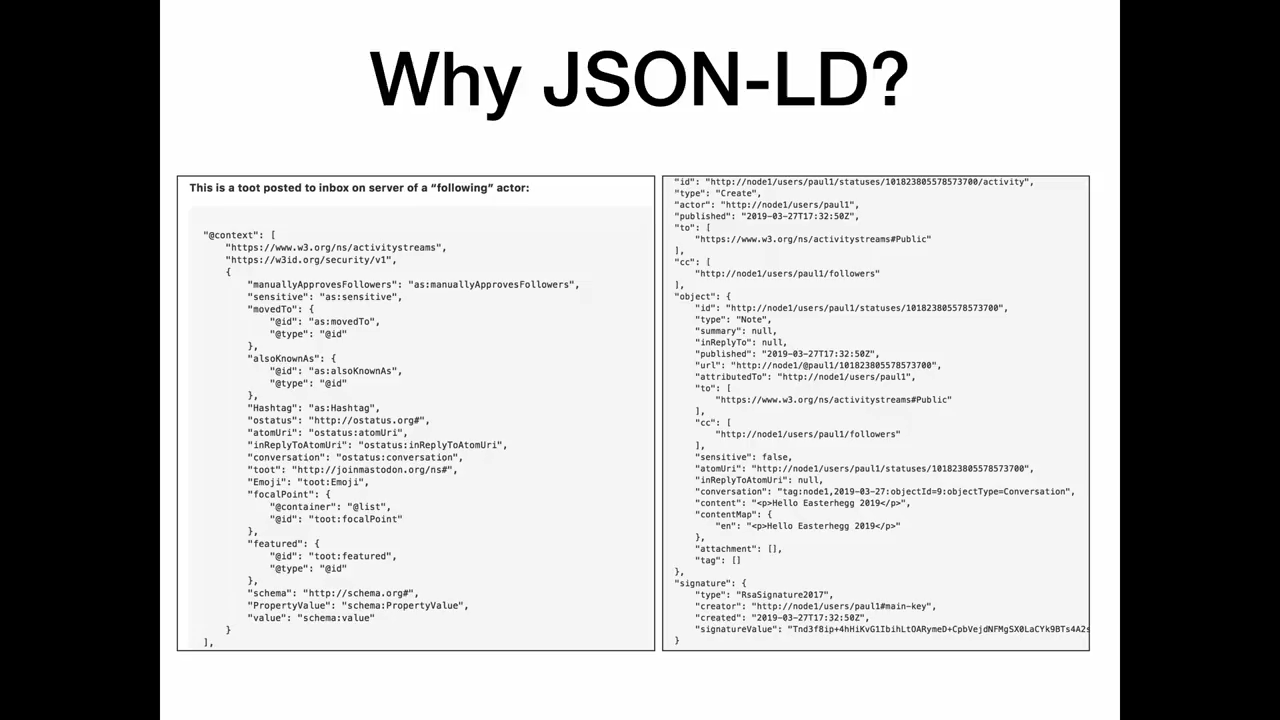 Why JSON-LD?
This is a toot posted to inbox on server of a “following” actor:
"@context": [
"https://www.w3.org/ns/activitystreams",
"https://w3id.org/security/v1",
{
"manuallyApprovesFollowers": "as:manuallyApprovesFollowers",
"sensitive": "as:sensitive",
"movedTo": {
"@id": "as:movedTo",
"@type": "@id"
},
"alsoKnownAs": {
"@id": "as:alsoKnownAs",
"@type": "@id"
},
"Hashtag": "as:Hashtag",
"ostatus": "http://ostatus.org#",
"atomUri": "ostatus:atomUri",
"inReplyToAtomUri": "ostatus:inReplyToAtomUri",
"conversation": "ostatus:conversation",
"toot": "http://joinmastodon.org/ns#",
"Emoji": "toot:Emoji",
"focalPoint": {
"@container": "@list",
"@id": "toot:focalPoint"
},
"featured": {
"@id": "toot:featured",
"@type": "@id"
},
"schema": "http://schema.org#",
"PropertyValue": "schema:PropertyValue",
"value": "schema:value"
}
],
"id": "http://node1/users/paul1/statuses/101823805578573700/activity",
"type": "Create",
"actor": "http://node1/users/paul1",
"published": "2019-03-27T17:32:50Z",
"to": [
"https://www.w3.org/ns/activitystreams#Public"
],
"cc": [
"http://node1/users/paul1/followers"
],
"object": {
"id": "http://node1/users/paul1/statuses/101823805578573700",
"type": "Note",
"summary": null,
"inReplyTo": null,
"published": "2019-03-27T17:32:50Z",
"url": "http://node1/@paul1/101823805578573700",
"attributedTo": "http://node1/users/paul1",
"to": [
"https://www.w3.org/ns/activitystreams#Public"
],
"cc": [
"http://node1/users/paul1/followers"
],
"sensitive": false,
"atomUri": "http://node1/users/paul1/statuses/101823805578573700",
"inReplyToAtomUri": null,
"conversation": "tag:node1,2019-03-27:objectId=9:objectType=Conversation",
"content": "<p>Hello Easterhegg 2019</p>",
"contentMap": {
"en": "<p>Hello Easterhegg 2019</p>"
},
"attachment": [],
"tag": []
},
"signature": {
"type": "RsaSignature2017",
"creator": "http://node1/users/paul1#main-key",
"created": "2019-03-27T17:32:50Z",
"signatureValue": "Tnd3f8ip+4hHiKvG1IbihLtOARymeD+CpbVejdNFMgSX0LaCYk9BTs4A2s
}